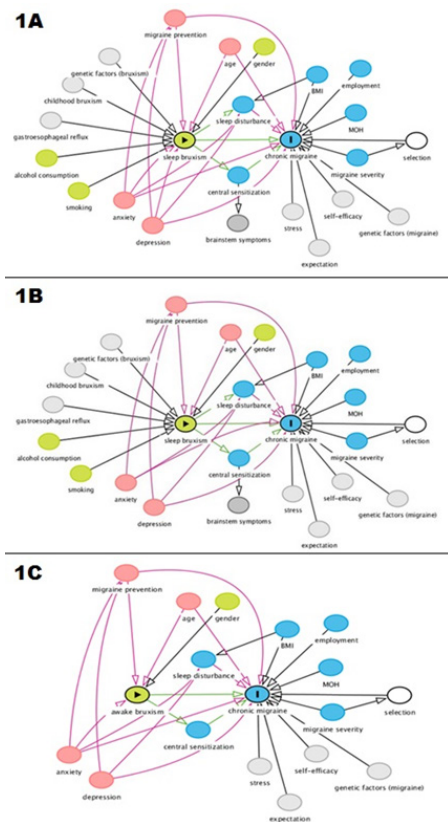 1A
migraine prevention
age
gender
genetic factors (bruxism)
BMI
employment
childhood bruxism
sleep disturbance
gastroesophageal reflux
MOH
sleep bruxism
chronic migraine
selection
alcohol consumption
central sensitization
migraine severity
smoking
anxiety
self-efficacy
depression
brainstem symptoms
stress
genetic factors (migraine)
expectation
1B
migraine prevention
age
gender
genetic factors (bruxism)
BMI
employment
childhood bruxism
sleep disturbance
gastroesophageal reflux
MOH
sleep bruxism
chronic migraine
selection
alcohol consumption
central sensitization
migraine severity
smoking
anxiety
self-efficacy
depression
brainstem symptoms
stress
genetic factors (migraine)
expectation
1C
migraine prevention
age
gender
BMI
employment
sleep disturbance
MOH
awake bruxism
chronic migraine
selection
central sensitization
migraine severity
anxiety
stress
self-efficacy
depression
genetic factors (migraine)
expectation